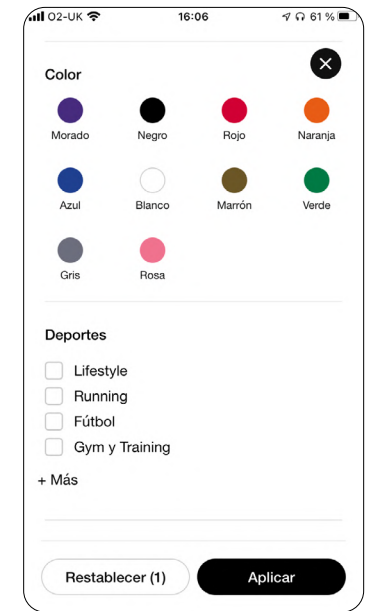 O2-UK 16:06 61 %
Color
Morado Negro Rojo Naranja
Azul Blanco Marrón Verde
Gris Rosa
Deportes
Lifestyle
Running
Fútbol
Gym y Training
+ Más
Restablecer (1) Aplicar